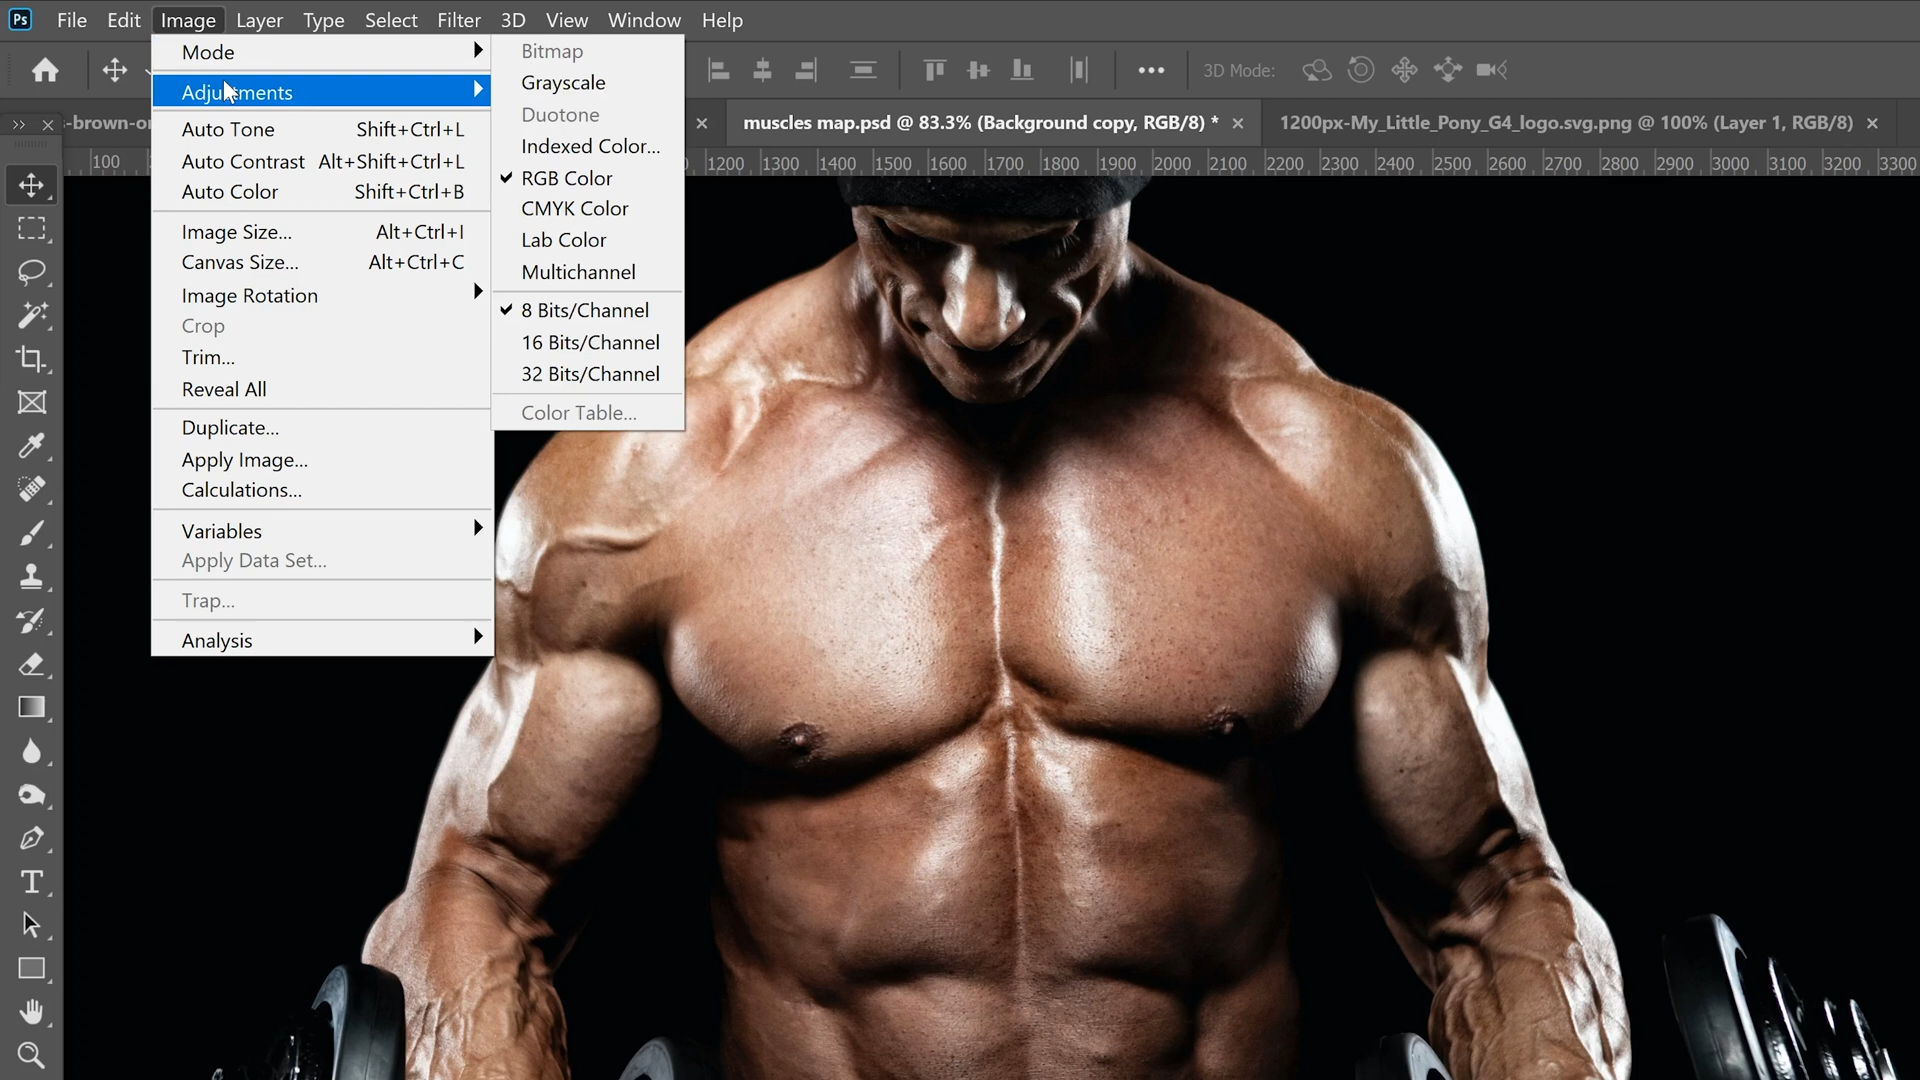 Ps File Edit Image Layer Type Select Filter 3D View Window Help
3D Mode:
-brown-or
muscles map.psd @ 83.3% (Background copy, RGB/8) *
1200px-My_Little_Pony_G4_logo.svg.png @ 100% (Layer 1, RGB/8)
100 1200 1300 1400 1500 1600 1700 1800 1900 2000 2100 2200 2300 2400 2500 2600 2700 2800 2900 3000 3100 3200 3300
Mode
Adjustments
Auto Tone Shift+Ctrl+L
Auto Contrast Alt+Shift+Ctrl+L
Auto Color Shift+Ctrl+B
Image Size... Alt+Ctrl+I
Canvas Size... Alt+Ctrl+C
Image Rotation
Crop
Trim...
Reveal All
Duplicate...
Apply Image...
Calculations...
Variables
Apply Data Set...
Trap...
Analysis
Bitmap
Grayscale
Duotone
Indexed Color...
RGB Color
CMYK Color
Lab Color
Multichannel
8 Bits/Channel
16 Bits/Channel
32 Bits/Channel
Color Table...